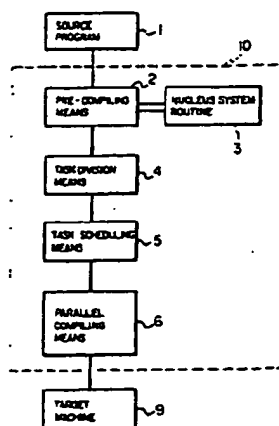 SOURCE
PROGRAM
1
10
2
PRE-COMPILING
MEANS
NUCLEUS SYSTEM
ROUTINE
1
3
TASK DIVISION
MEANS
4
TASK SCHEDULING
MEANS
5
PARALLEL
COMPILING
MEANS
6
TARGET
MACHINE
9